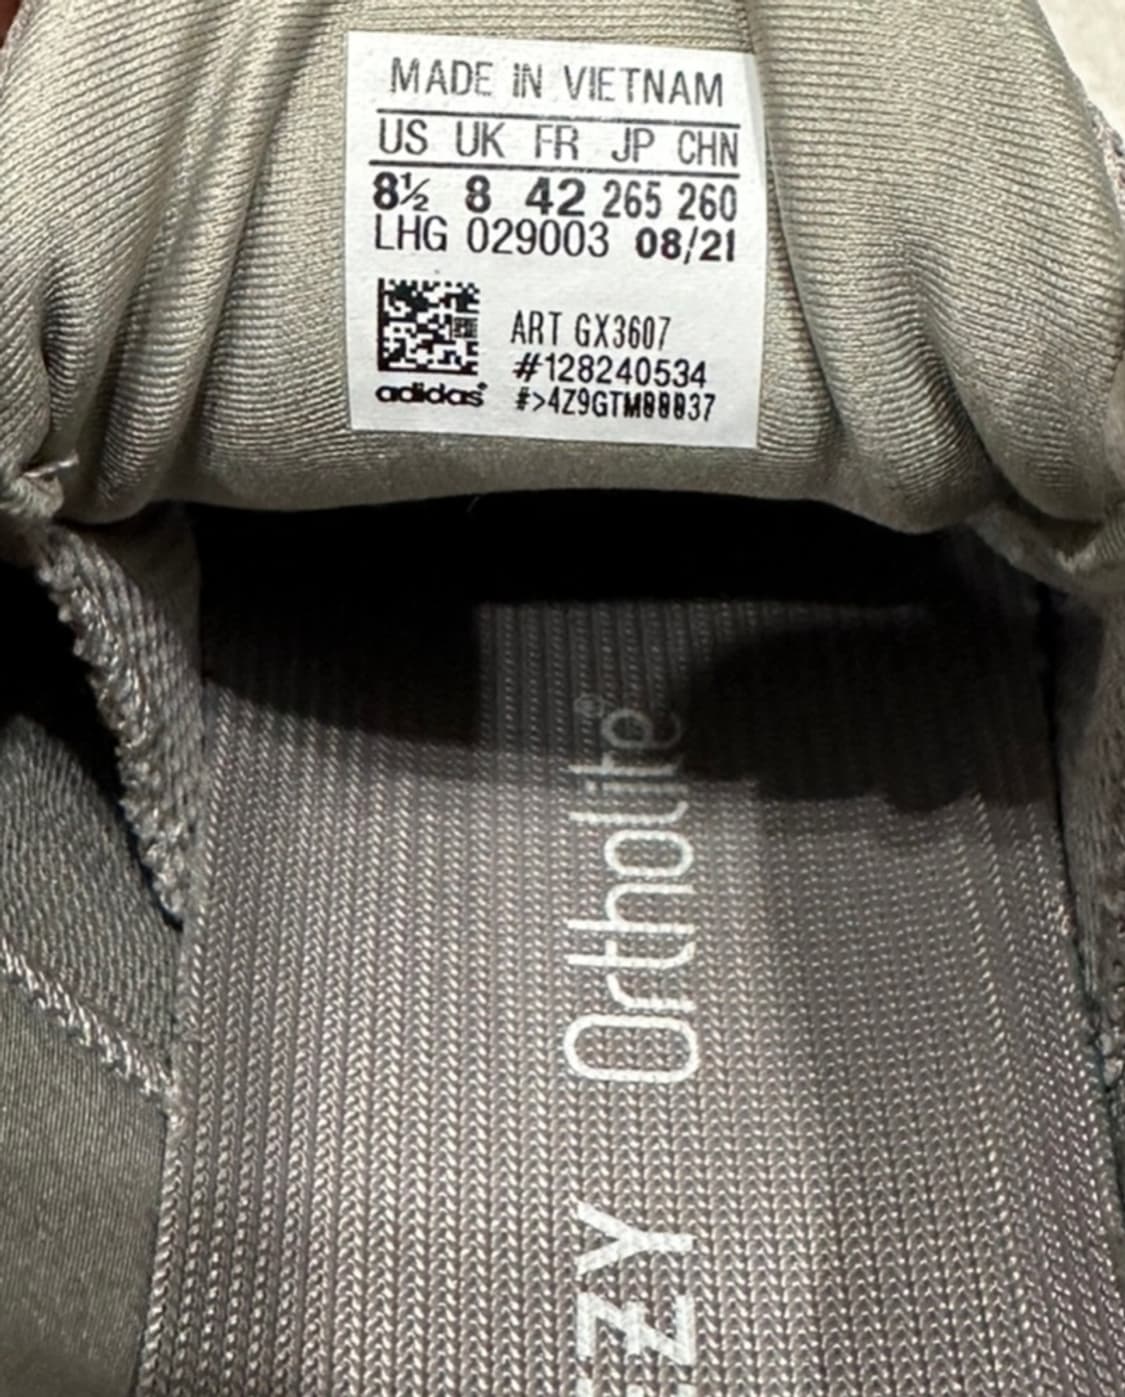 MADE IN VIETNAM
US UK FR JP CHN
8½ 8 42 265 260
LHG 029003 08/21
ART GX3607
#128240534
adidas®
Ortholite®
ZY